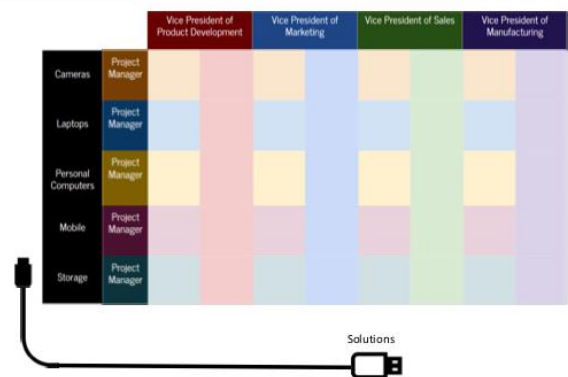 Vice President of
Product Development
Vice President of
Marketing
Vice President of Sales
Vice President of
Manufacturing
Cameras
Project
Manager
Laptops
Project
Manager
Personal
Computers
Project
Manager
Mobile
Project
Manager
Storage
Project
Manager
Solutions